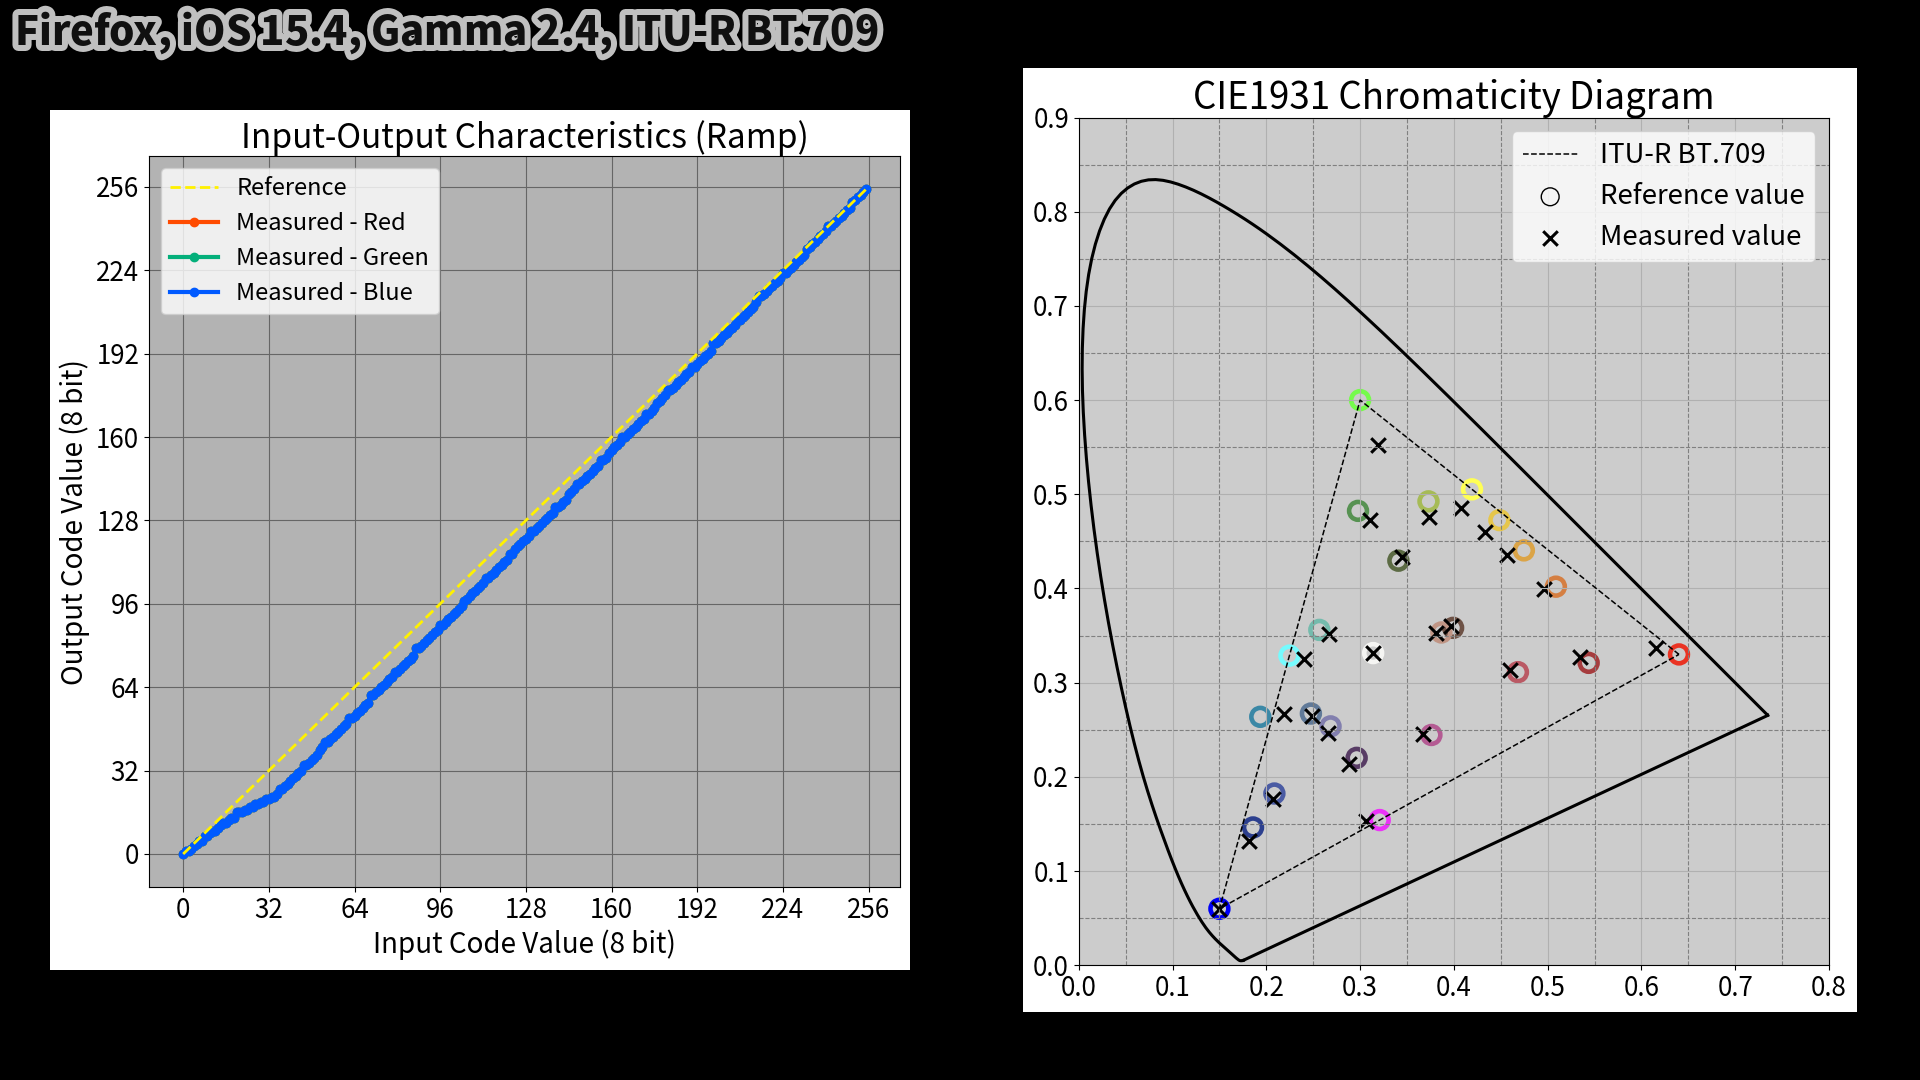 Firefox, iOS 15.4, Gamma 2.4, ITU-R BT.709
Input-Output Characteristics (Ramp)
Reference
Measured - Red
Measured - Green
Measured - Blue
Output Code Value (8 bit)
256
224
192
160
128
96
64
32
0
0 32 64 96 128 160 192 224 256
Input Code Value (8 bit)
CIE1931 Chromaticity Diagram
ITU-R BT.709
Reference value
Measured value
0.9
0.8
0.7
0.6
0.5
0.4
0.3
0.2
0.1
0.0
0.0 0.1 0.2 0.3 0.4 0.5 0.6 0.7 0.8